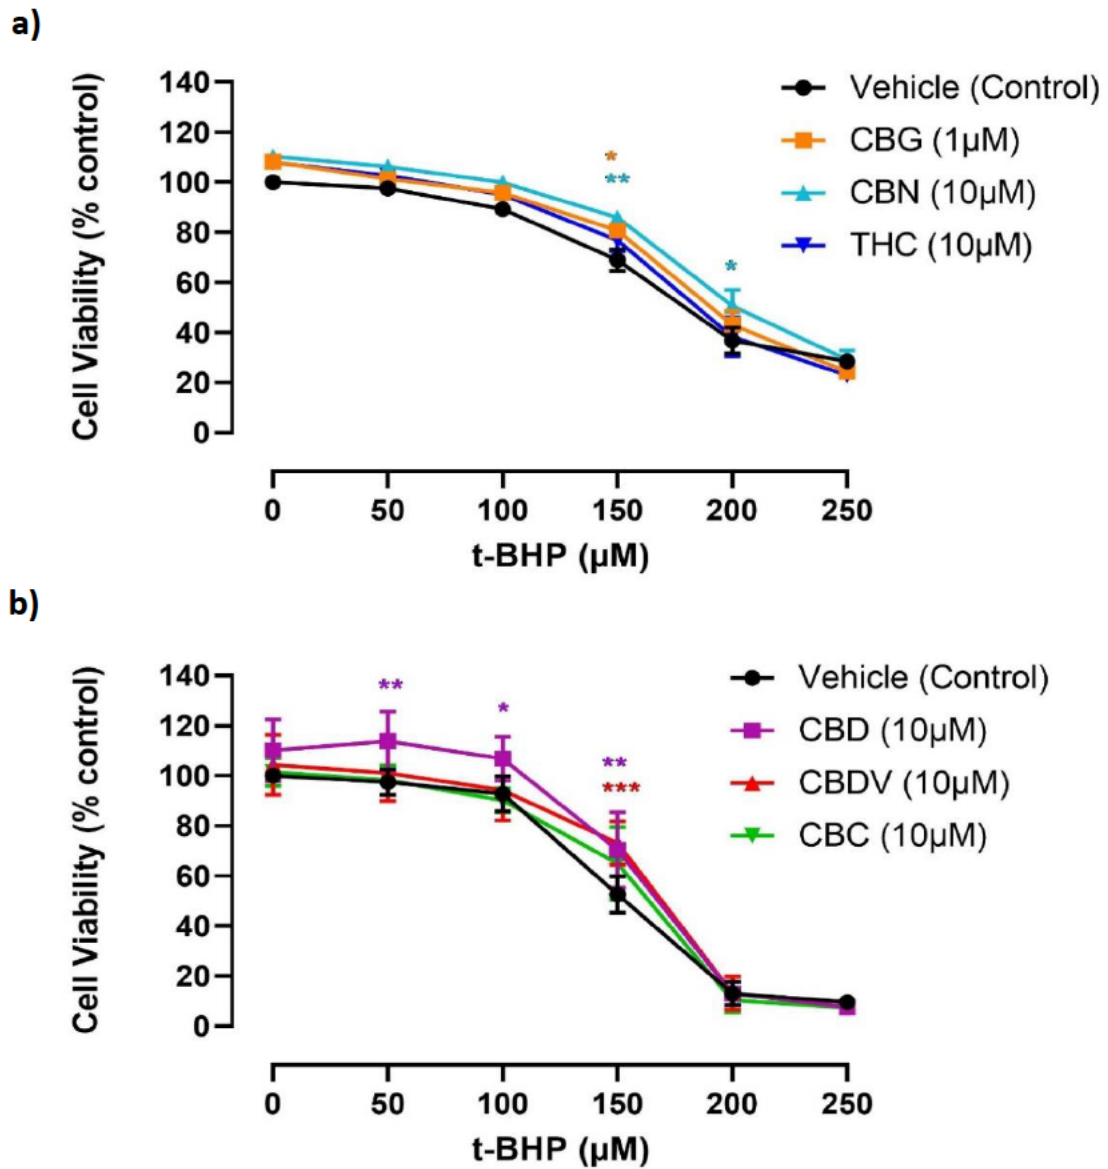 a)
Cell Viability (% control)
140
120
100
80
60
40
20
0
Vehicle (Control)
CBG (1µM)
CBN (10µM)
THC (10µM)
*
**
*
0 50 100 150 200 250
t-BHP (µM)
b)
Cell Viability (% control)
140
120
100
80
60
40
20
0
Vehicle (Control)
CBD (10µM)
CBDV (10µM)
CBC (10µM)
**
*
**
***
0 50 100 150 200 250
t-BHP (µM)